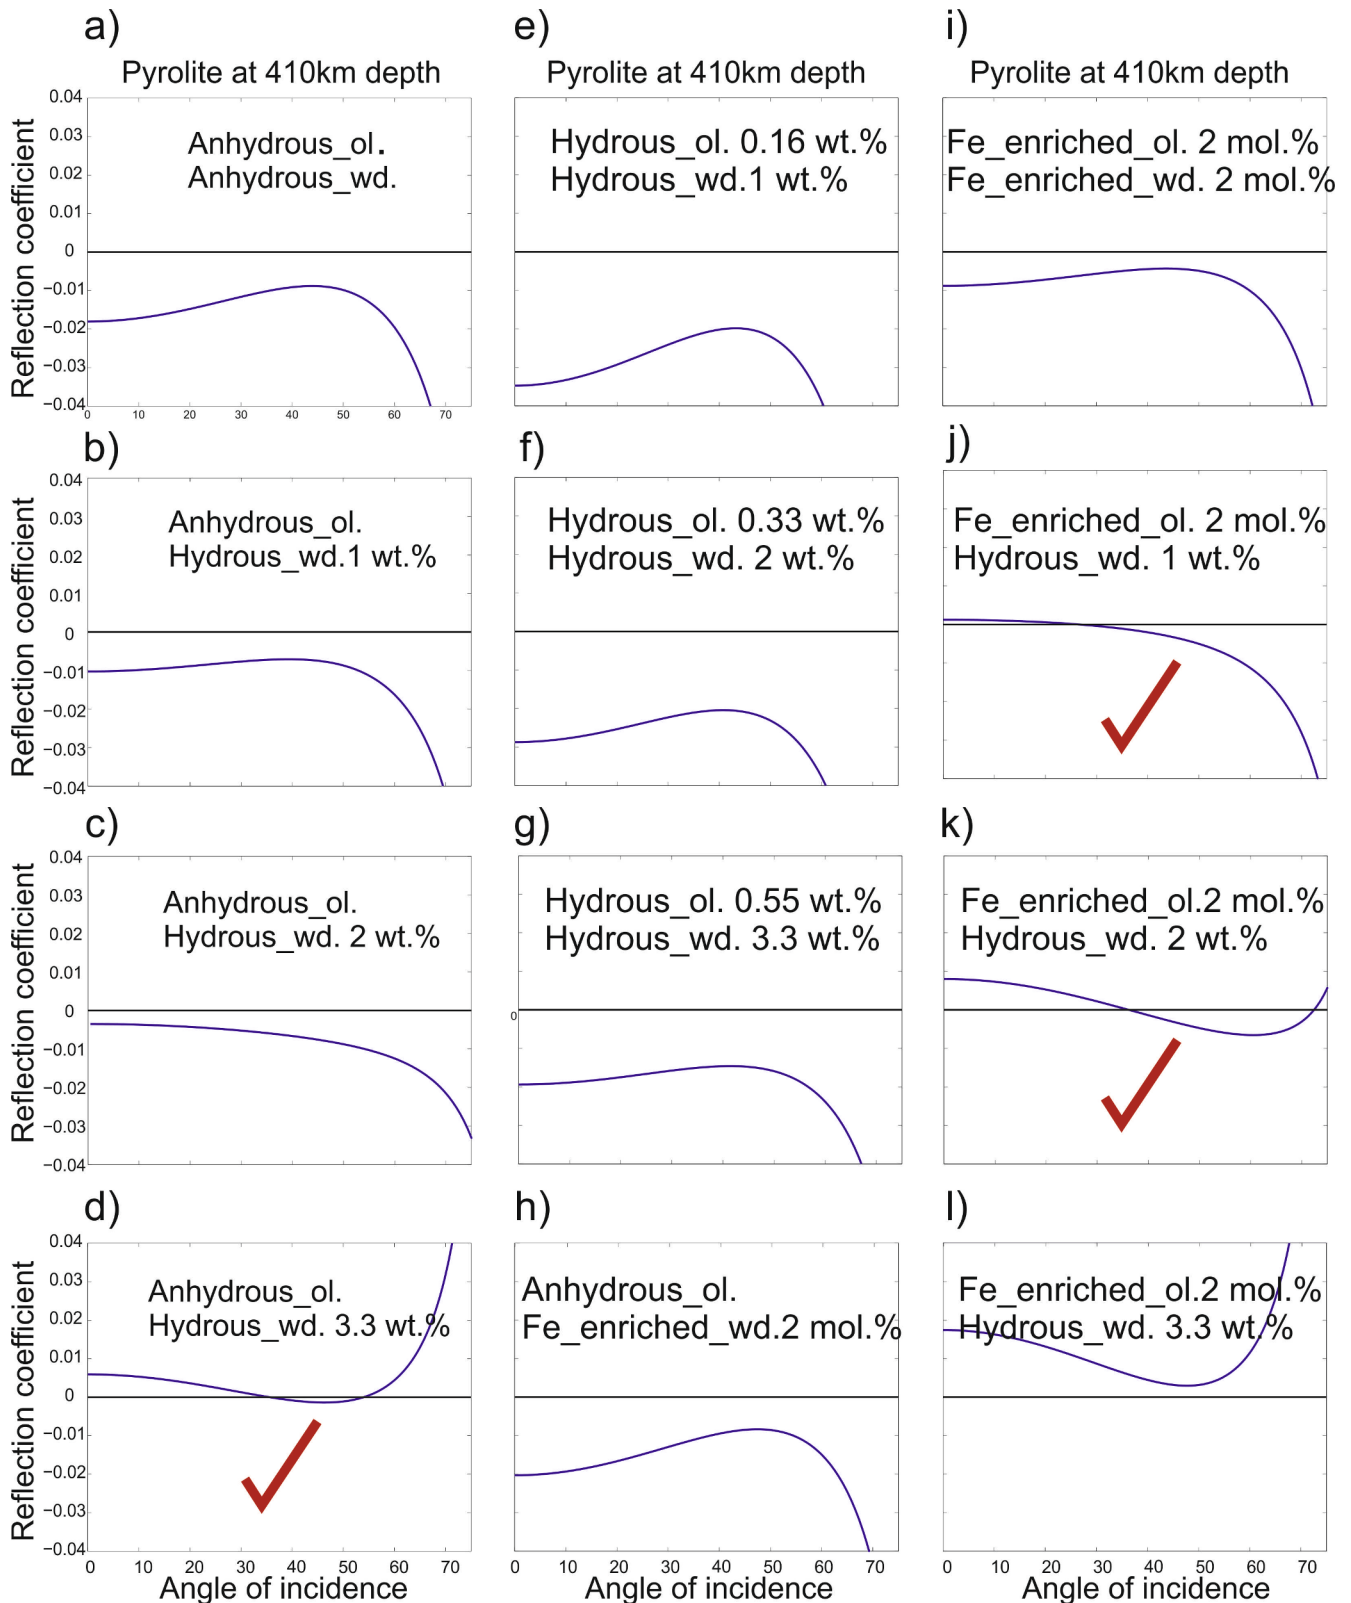 a)
Pyrolite at 410km depth
0.04
0.03
0.02
0.01
0
−0.01
−0.02
−0.03
−0.04
Reflection coefficient
Anhydrous_ol.
Anhydrous_wd.
0 10 20 30 40 50 60 70
e)
Pyrolite at 410km depth
Hydrous_ol. 0.16 wt.%
Hydrous_wd.1 wt.%
i)
Pyrolite at 410km depth
Fe_enriched_ol. 2 mol.%
Fe_enriched_wd. 2 mol.%
b)
0.04
0.03
0.02
0.01
0
−0.01
−0.02
−0.03
−0.04
Reflection coefficient
Anhydrous_ol.
Hydrous_wd.1 wt.%
f)
Hydrous_ol. 0.33 wt.%
Hydrous_wd. 2 wt.%
j)
Fe_enriched_ol. 2 mol.%
Hydrous_wd. 1 wt.%
c)
0.04
0.03
0.02
0.01
0
−0.01
−0.02
−0.03
−0.04
Reflection coefficient
Anhydrous_ol.
Hydrous_wd. 2 wt.%
g)
Hydrous_ol. 0.55 wt.%
Hydrous_wd. 3.3 wt.%
0
k)
Fe_enriched_ol.2 mol.%
Hydrous_wd. 2 wt.%
d)
0.04
0.03
0.02
0.01
0
−0.01
−0.02
−0.03
−0.04
Reflection coefficient
Anhydrous_ol.
Hydrous_wd. 3.3 wt.%
0 10 20 30 40 50 60 70
Angle of incidence
h)
Anhydrous_ol.
Fe_enriched_wd.2 mol.%
0 10 20 30 40 50 60 70
Angle of incidence
l)
Fe_enriched_ol.2 mol.%
Hydrous_wd. 3.3 wt.%
0 10 20 30 40 50 60 70
Angle of incidence